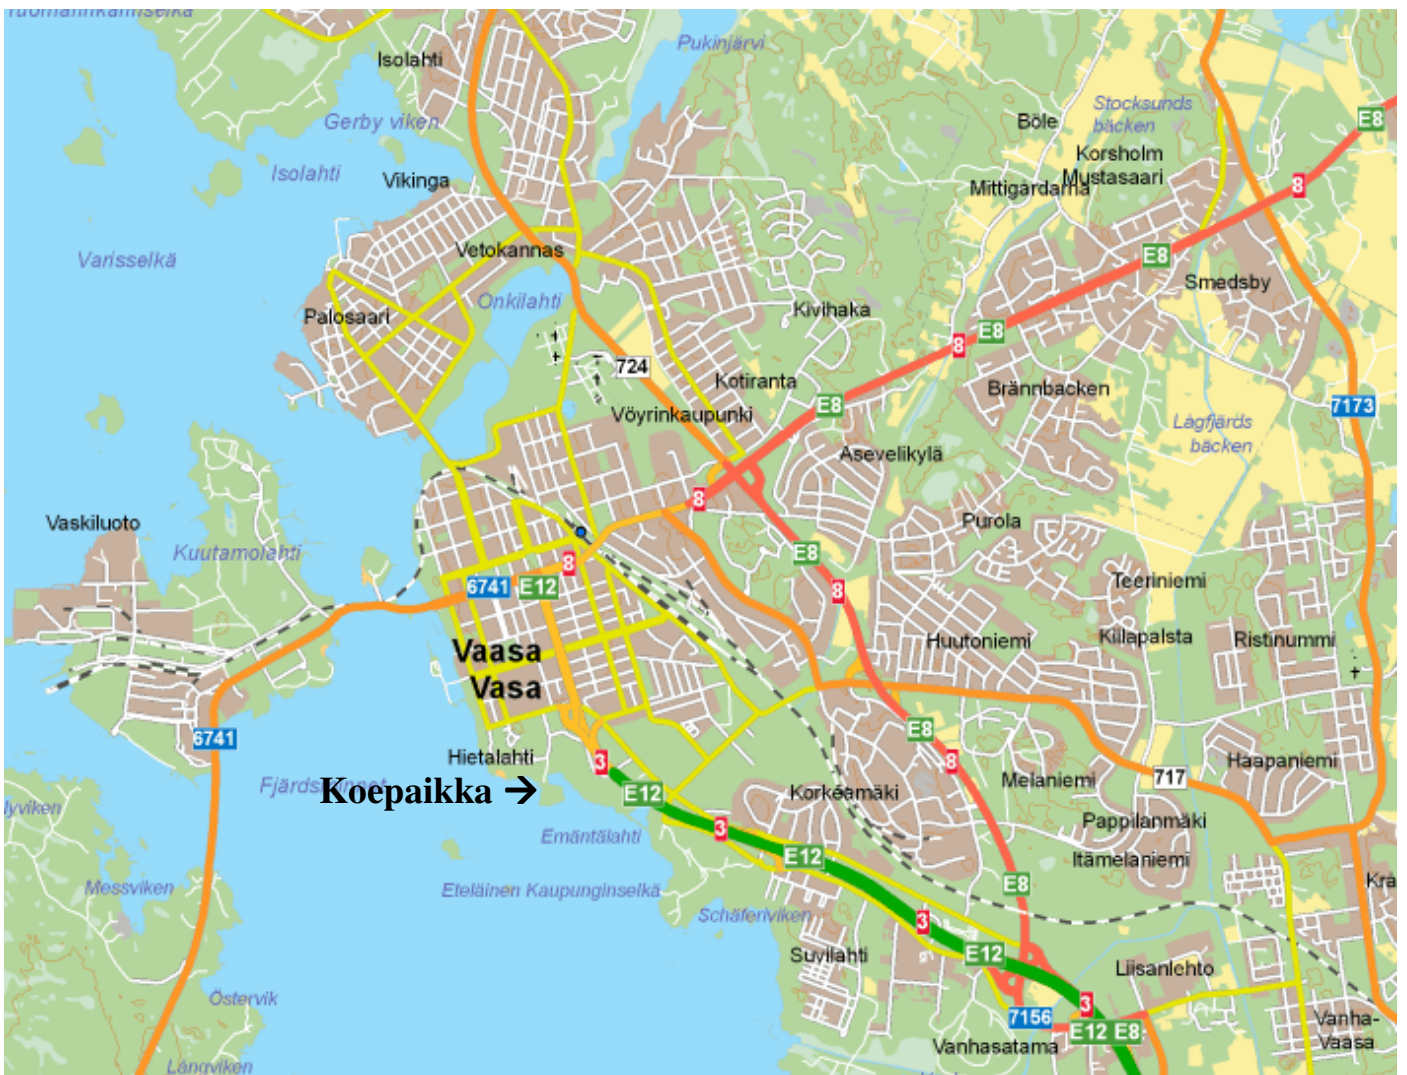 Tuomarinkariselkä
Pukinjärvi
Isolahti
E8
Stocksunds
bäcken
Gerby viken
Böle
Korsholm
Mustasaari
Isolahti
Vikinga
Mittigårdarna
8
Vetokannas
Varisselkä
E8
Smedsby
Onkilahti
Palosaari
Kivihaka
E8
8
724
Kotiranta
Brännbacken
E8
7173
Vöyrinkaupunki
Lågfjärds
bäcken
Asevelikylä
8
Vaskiluoto
Purola
Kuutamolahti
E8
8
Teeriniemi
6741
E12
8
Huutoniemi
Kiilapalsta
Ristinummi
Vaasa
Vasa
6741
E8
Hietalahti
3
8
Haapaniemi
Melaniemi
717
Koepaikka →
E12
Korkeamäki
lyviken
Pappilanmäki
3
Emäntälahti
E12
Itämelaniemi
Messviken
Eteläinen Kaupunginselkä
E8
Krå
Schäferiviken
3
Suvilahti
E12
Liisanlehto
Östervik
3
7156
E12
E8
Vanha-
Vaasa
Vanhasatama
Långviken